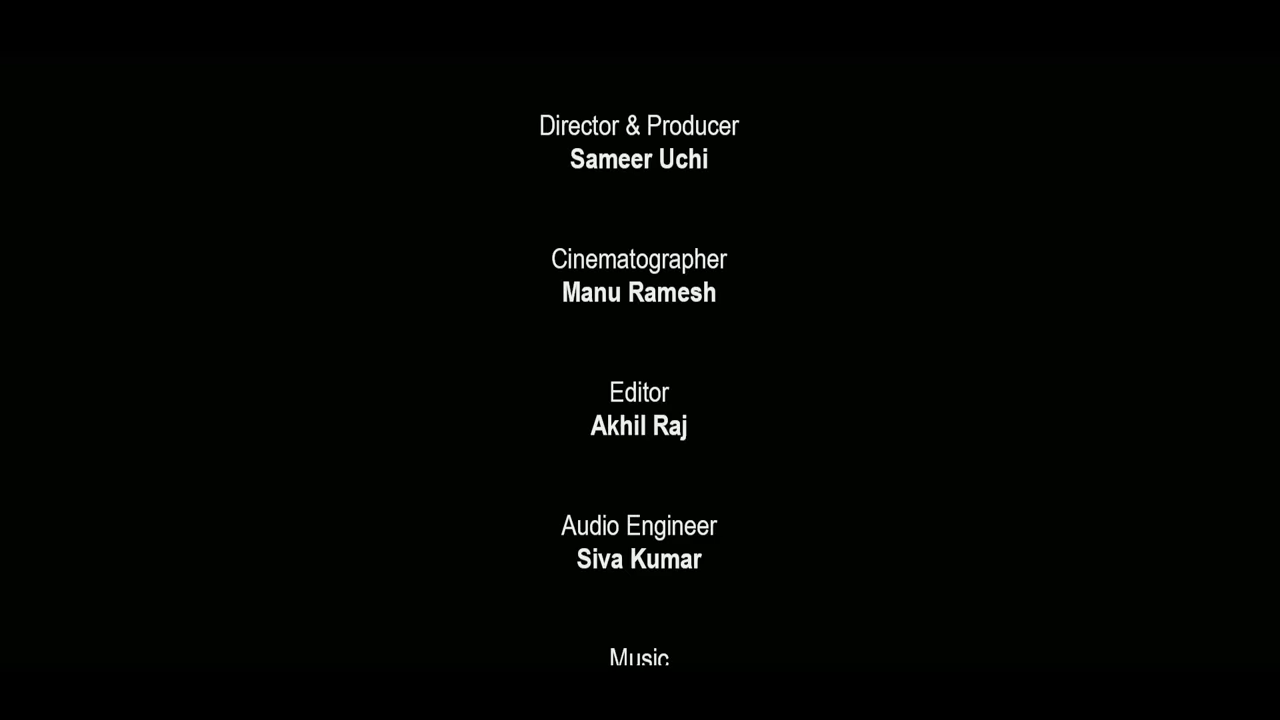 Director & Producer
Sameer Uchi
Cinematographer
Manu Ramesh
Editor
Akhil Raj
Audio Engineer
Siva Kumar
Music